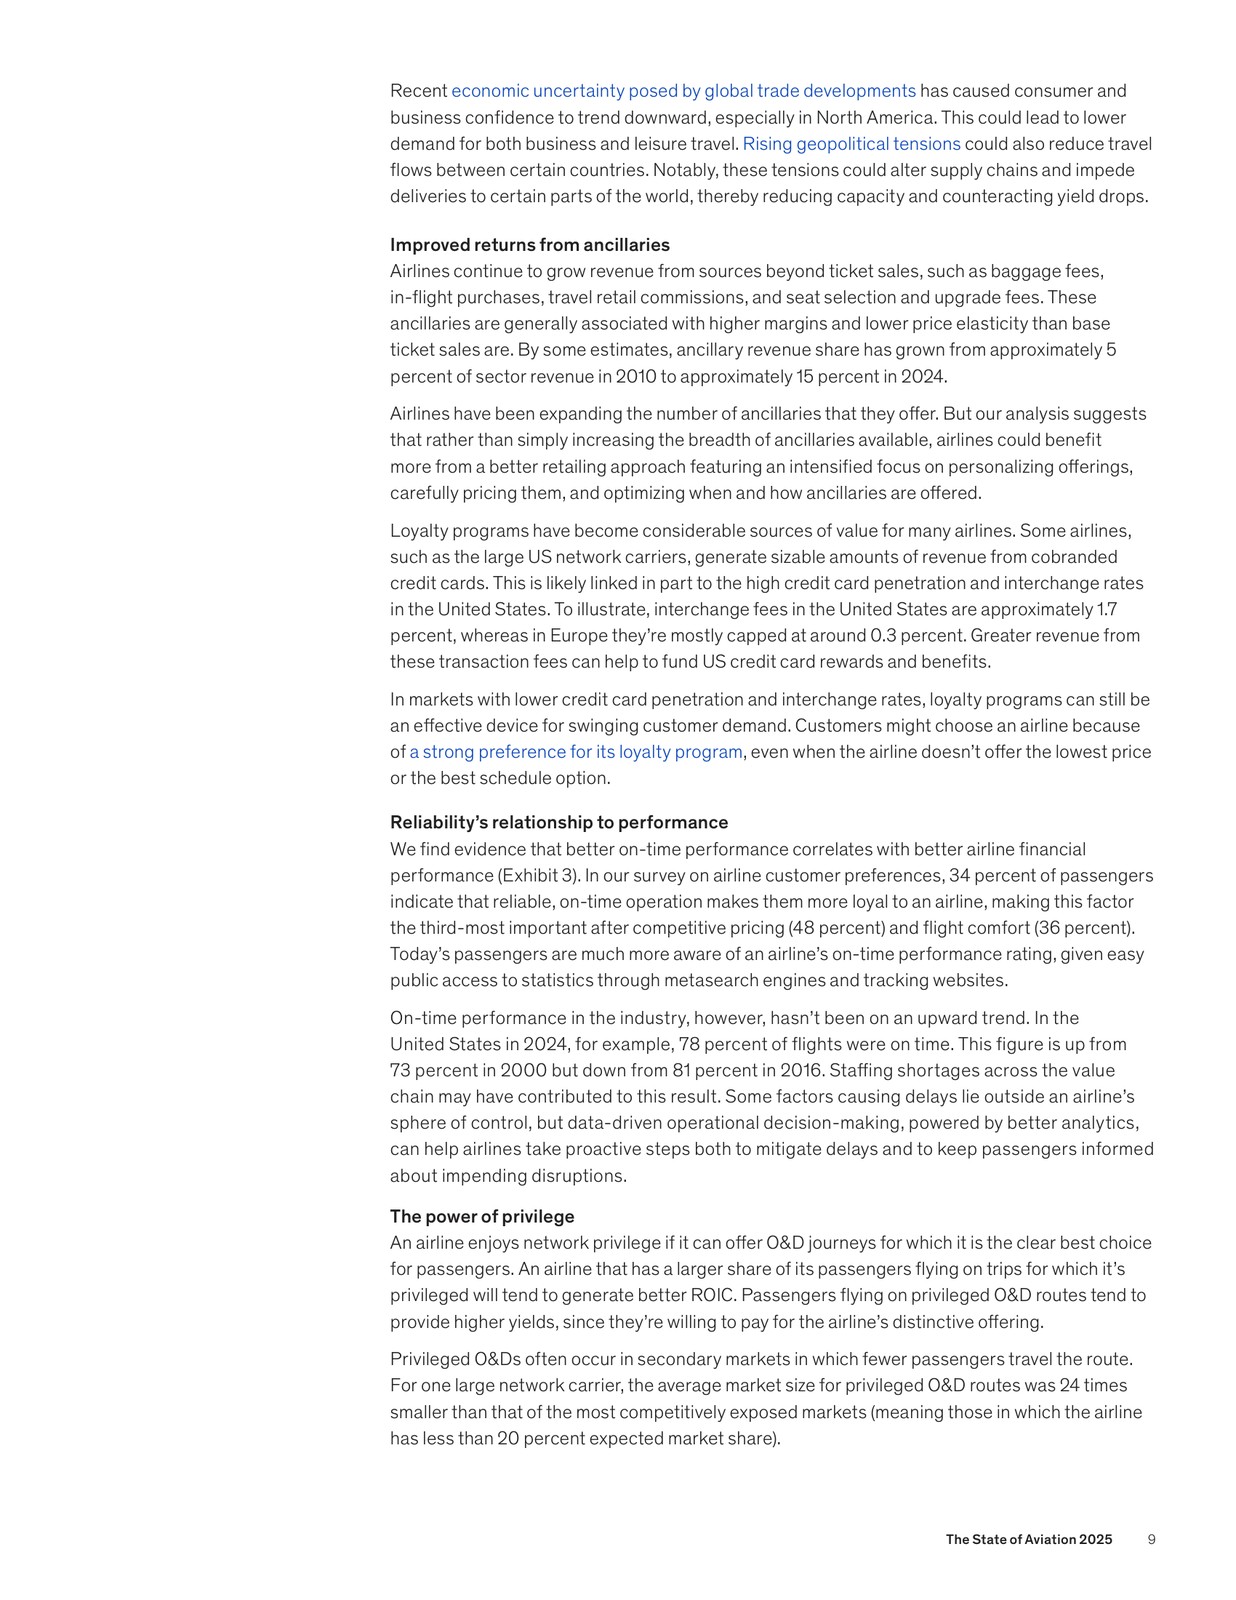 Recent economic uncertainty posed by global trade developments has caused consumer and
business confidence to trend downward, especially in North America. This could lead to lower
demand for both business and leisure travel. Rising geopolitical tensions could also reduce travel
flows between certain countries. Notably, these tensions could alter supply chains and impede
deliveries to certain parts of the world, thereby reducing capacity and counteracting yield drops.
Improved returns from ancillaries
Airlines continue to grow revenue from sources beyond ticket sales, such as baggage fees,
in-flight purchases, travel retail commissions, and seat selection and upgrade fees. These
ancillaries are generally associated with higher margins and lower price elasticity than base
ticket sales are. By some estimates, ancillary revenue share has grown from approximately 5
percent of sector revenue in 2010 to approximately 15 percent in 2024.
Airlines have been expanding the number of ancillaries that they offer. But our analysis suggests
that rather than simply increasing the breadth of ancillaries available, airlines could benefit
more from a better retailing approach featuring an intensified focus on personalizing offerings,
carefully pricing them, and optimizing when and how ancillaries are offered.
Loyalty programs have become considerable sources of value for many airlines. Some airlines,
such as the large US network carriers, generate sizable amounts of revenue from cobranded
credit cards. This is likely linked in part to the high credit card penetration and interchange rates
in the United States. To illustrate, interchange fees in the United States are approximately 1.7
percent, whereas in Europe they’re mostly capped at around 0.3 percent. Greater revenue from
these transaction fees can help to fund US credit card rewards and benefits.
In markets with lower credit card penetration and interchange rates, loyalty programs can still be
an effective device for swinging customer demand. Customers might choose an airline because
of a strong preference for its loyalty program, even when the airline doesn’t offer the lowest price
or the best schedule option.
Reliability’s relationship to performance
We find evidence that better on-time performance correlates with better airline financial
performance (Exhibit 3). In our survey on airline customer preferences, 34 percent of passengers
indicate that reliable, on-time operation makes them more loyal to an airline, making this factor
the third-most important after competitive pricing (48 percent) and flight comfort (36 percent).
Today’s passengers are much more aware of an airline’s on-time performance rating, given easy
public access to statistics through metasearch engines and tracking websites.
On-time performance in the industry, however, hasn’t been on an upward trend. In the
United States in 2024, for example, 78 percent of flights were on time. This figure is up from
73 percent in 2000 but down from 81 percent in 2016. Staffing shortages across the value
chain may have contributed to this result. Some factors causing delays lie outside an airline’s
sphere of control, but data-driven operational decision-making, powered by better analytics,
can help airlines take proactive steps both to mitigate delays and to keep passengers informed
about impending disruptions.
The power of privilege
An airline enjoys network privilege if it can offer O&D journeys for which it is the clear best choice
for passengers. An airline that has a larger share of its passengers flying on trips for which it’s
privileged will tend to generate better ROIC. Passengers flying on privileged O&D routes tend to
provide higher yields, since they’re willing to pay for the airline’s distinctive offering.
Privileged O&Ds often occur in secondary markets in which fewer passengers travel the route.
For one large network carrier, the average market size for privileged O&D routes was 24 times
smaller than that of the most competitively exposed markets (meaning those in which the airline
has less than 20 percent expected market share).
The State of Aviation 2025 9